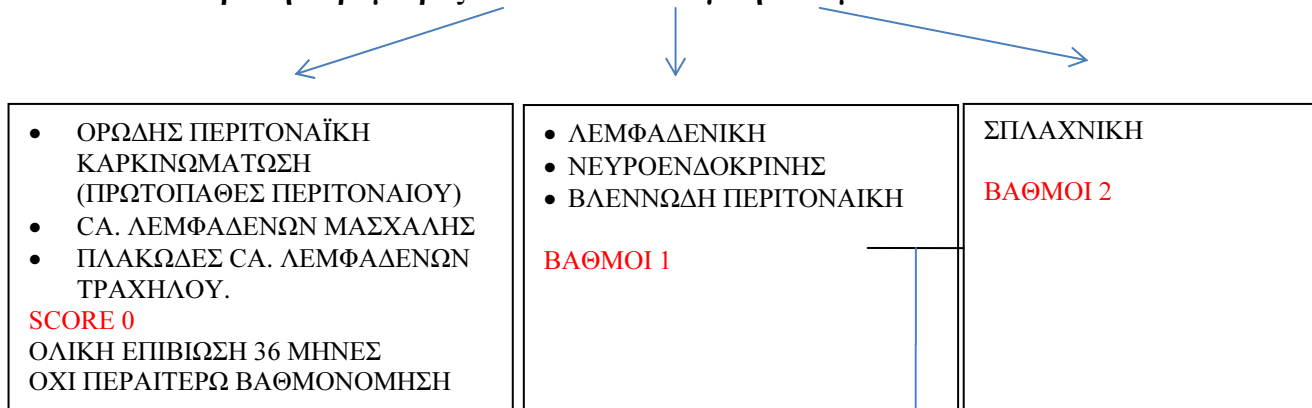 • ΟΡΩΔΗΣ ΠΕΡΙΤΟΝΑΪΚΗ
ΚΑΡΚΙΝΩΜΑΤΩΣΗ
(ΠΡΩΤΟΠΑΘΕΣ ΠΕΡΙΤΟΝΑΙΟΥ)
• CA. ΛΕΜΦΑΔΕΝΩΝ ΜΑΣΧΑΛΗΣ
• ΠΛΑΚΩΔΕΣ CA. ΛΕΜΦΑΔΕΝΩΝ
ΤΡΑΧΗΛΟΥ.
SCORE 0
ΟΛΙΚΗ ΕΠΙΒΙΩΣΗ 36 ΜΗΝΕΣ
ΟΧΙ ΠΕΡΑΙΤΕΡΩ ΒΑΘΜΟΝΟΜΗΣΗ
• ΛΕΜΦΑΔΕΝΙΚΗ
• ΝΕΥΡΟΕΝΔΟΚΡΙΝΗΣ
• ΒΛΕΝΝΩΔΗ ΠΕΡΙΤΟΝΑΙΚΗ
ΒΑΘΜΟΙ 1
ΣΠΛΑΧΝΙΚΗ
ΒΑΘΜΟΙ 2